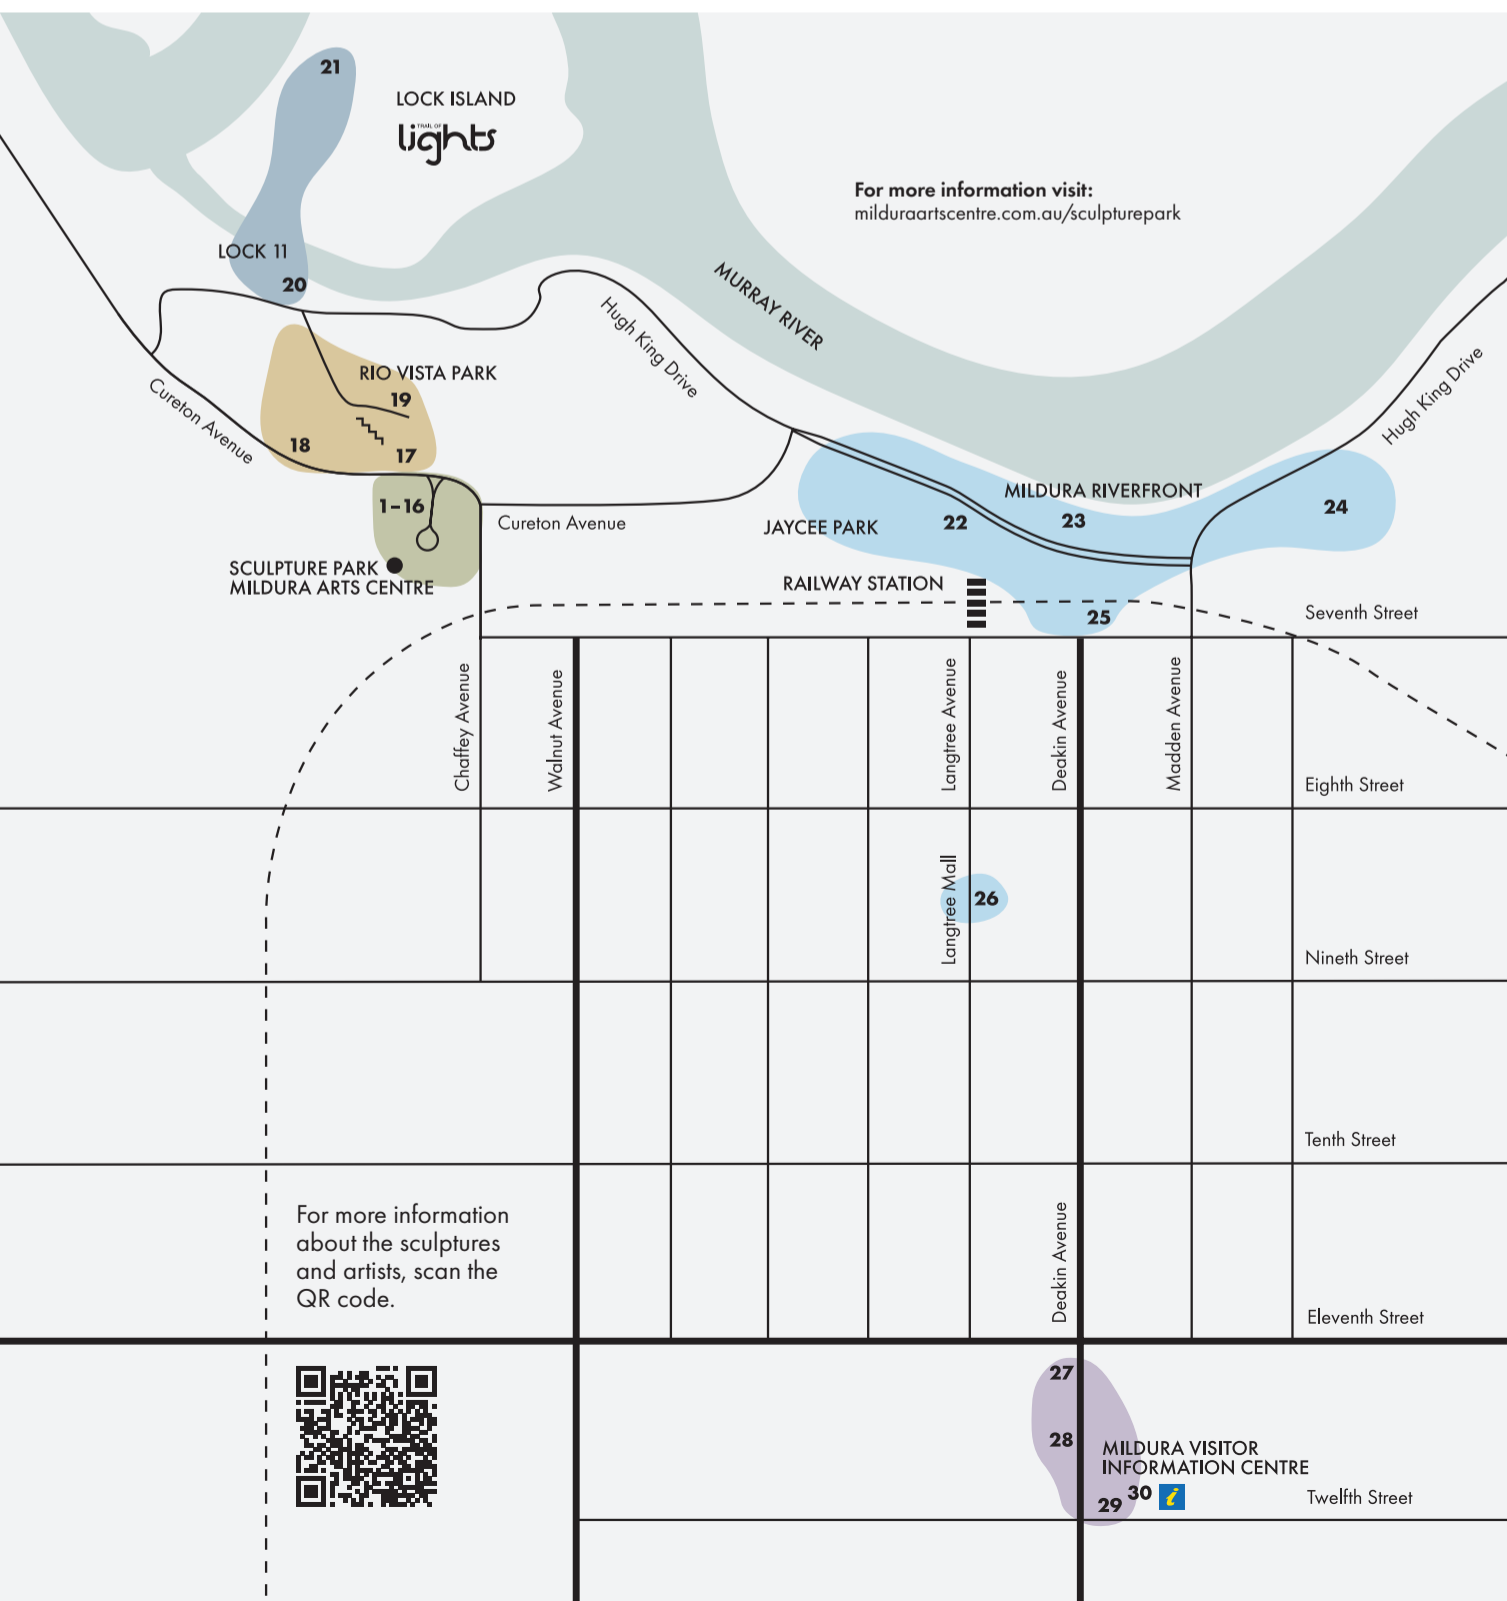 21
LOCK ISLAND
TRAIL OF
lights
For more information visit:
milduraartscentre.com.au/sculpturepark
LOCK 11
20
MURRAY RIVER
Hugh King Drive
Hugh King Drive
RIO VISTA PARK
19
Cureton Avenue
18
17
1–16
Cureton Avenue
SCULPTURE PARK
MILDURA ARTS CENTRE
MILDURA RIVERFRONT
JAYCEE PARK
22
23
24
RAILWAY STATION
25
Seventh Street
Chaffey Avenue
Walnut Avenue
Langtree Avenue
Deakin Avenue
Madden Avenue
Eighth Street
Langtree Mall
26
Nineth Street
Tenth Street
For more information
about the sculptures
and artists, scan the
QR code.
Deakin Avenue
Eleventh Street
27
28
MILDURA VISITOR
INFORMATION CENTRE
29
30
i
Twelfth Street